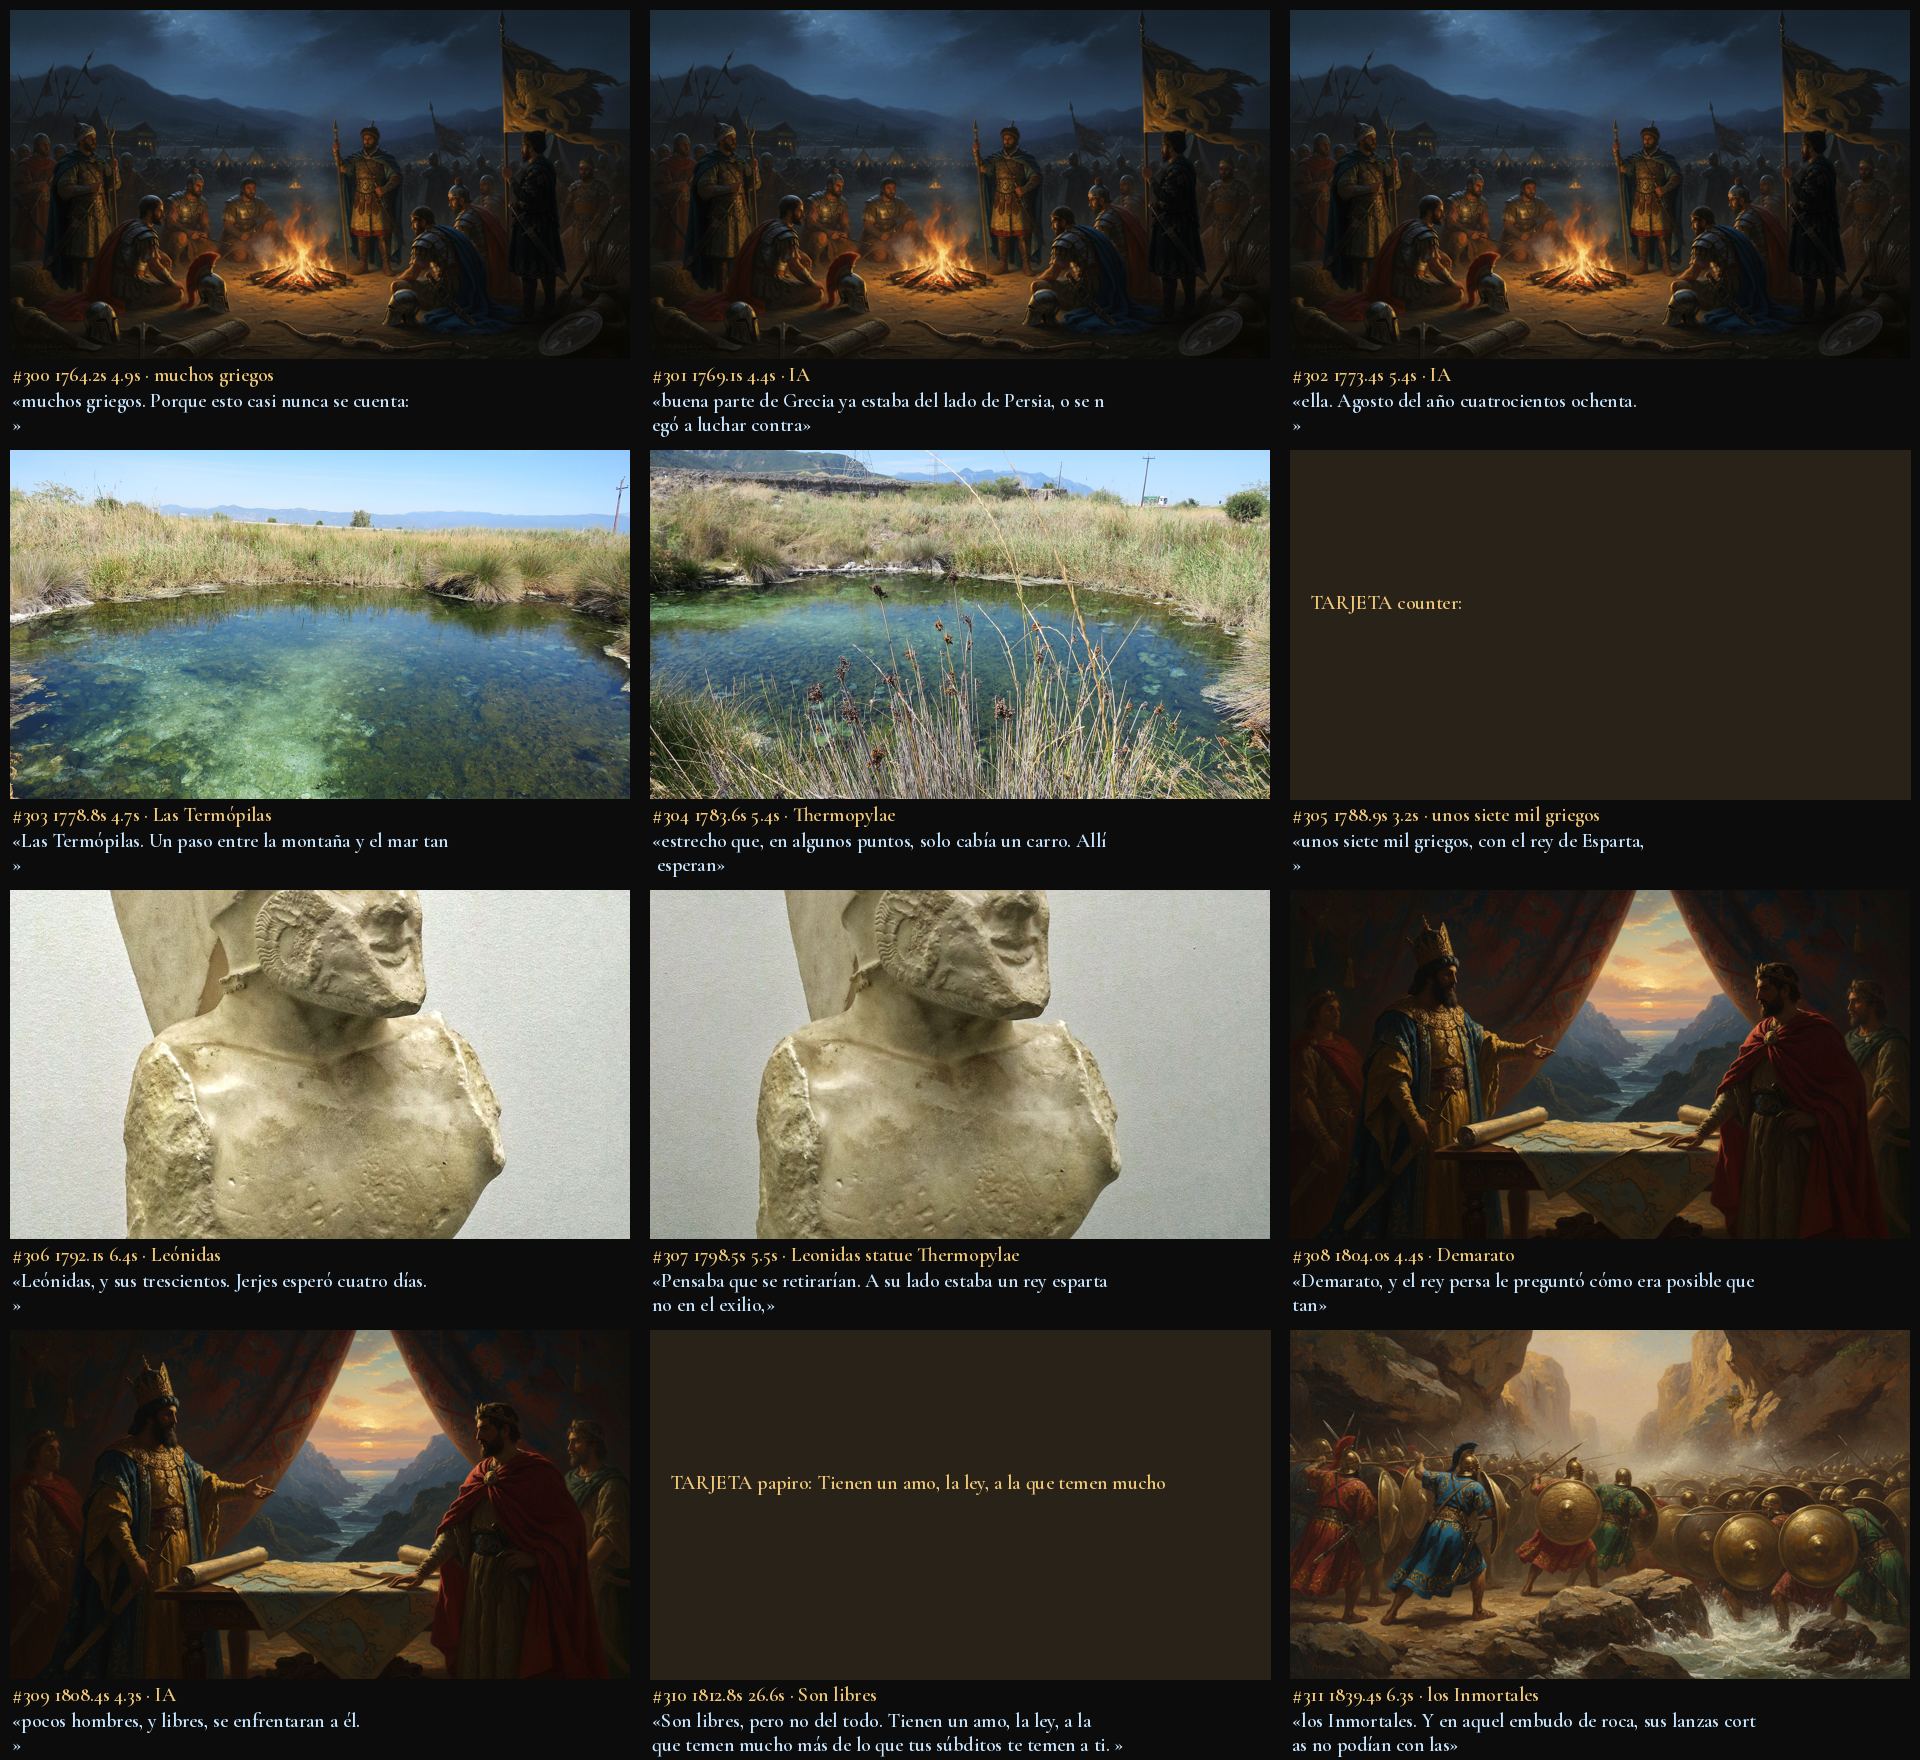 #300 1764.2s 4.9s · muchos griegos
«muchos griegos. Porque esto casi nunca se cuenta:
»
#301 1769.1s 4.4s · IA
«buena parte de Grecia ya estaba del lado de Persia, o se n
egó a luchar contra»
#302 1773.4s 5.4s · IA
«ella. Agosto del año cuatrocientos ochenta.
»
#303 1778.8s 4.7s · Las Termópilas
«Las Termópilas. Un paso entre la montaña y el mar tan
»
#304 1783.6s 5.4s · Thermopylae
«estrecho que, en algunos puntos, solo cabía un carro. Allí
esperan»
TARJETA counter:
#305 1788.9s 3.2s · unos siete mil griegos
«unos siete mil griegos, con el rey de Esparta,
»
#306 1792.1s 6.4s · Leónidas
«Leónidas, y sus trescientos. Jerjes esperó cuatro días.
»
#307 1798.5s 5.5s · Leonidas statue Thermopylae
«Pensaba que se retirarían. A su lado estaba un rey esparta
no en el exilio,»
#308 1804.0s 4.4s · Demarato
«Demarato, y el rey persa le preguntó cómo era posible que
tan»
#309 1808.4s 4.3s · IA
«pocos hombres, y libres, se enfrentaran a él.
»
TARJETA papiro: Tienen un amo, la ley, a la que temen mucho
#310 1812.8s 26.6s · Son libres
«Son libres, pero no del todo. Tienen un amo, la ley, a la
que temen mucho más de lo que tus súbditos te temen a ti. »
#311 1839.4s 6.3s · los Inmortales
«los Inmortales. Y en aquel embudo de roca, sus lanzas cort
as no podían con las»